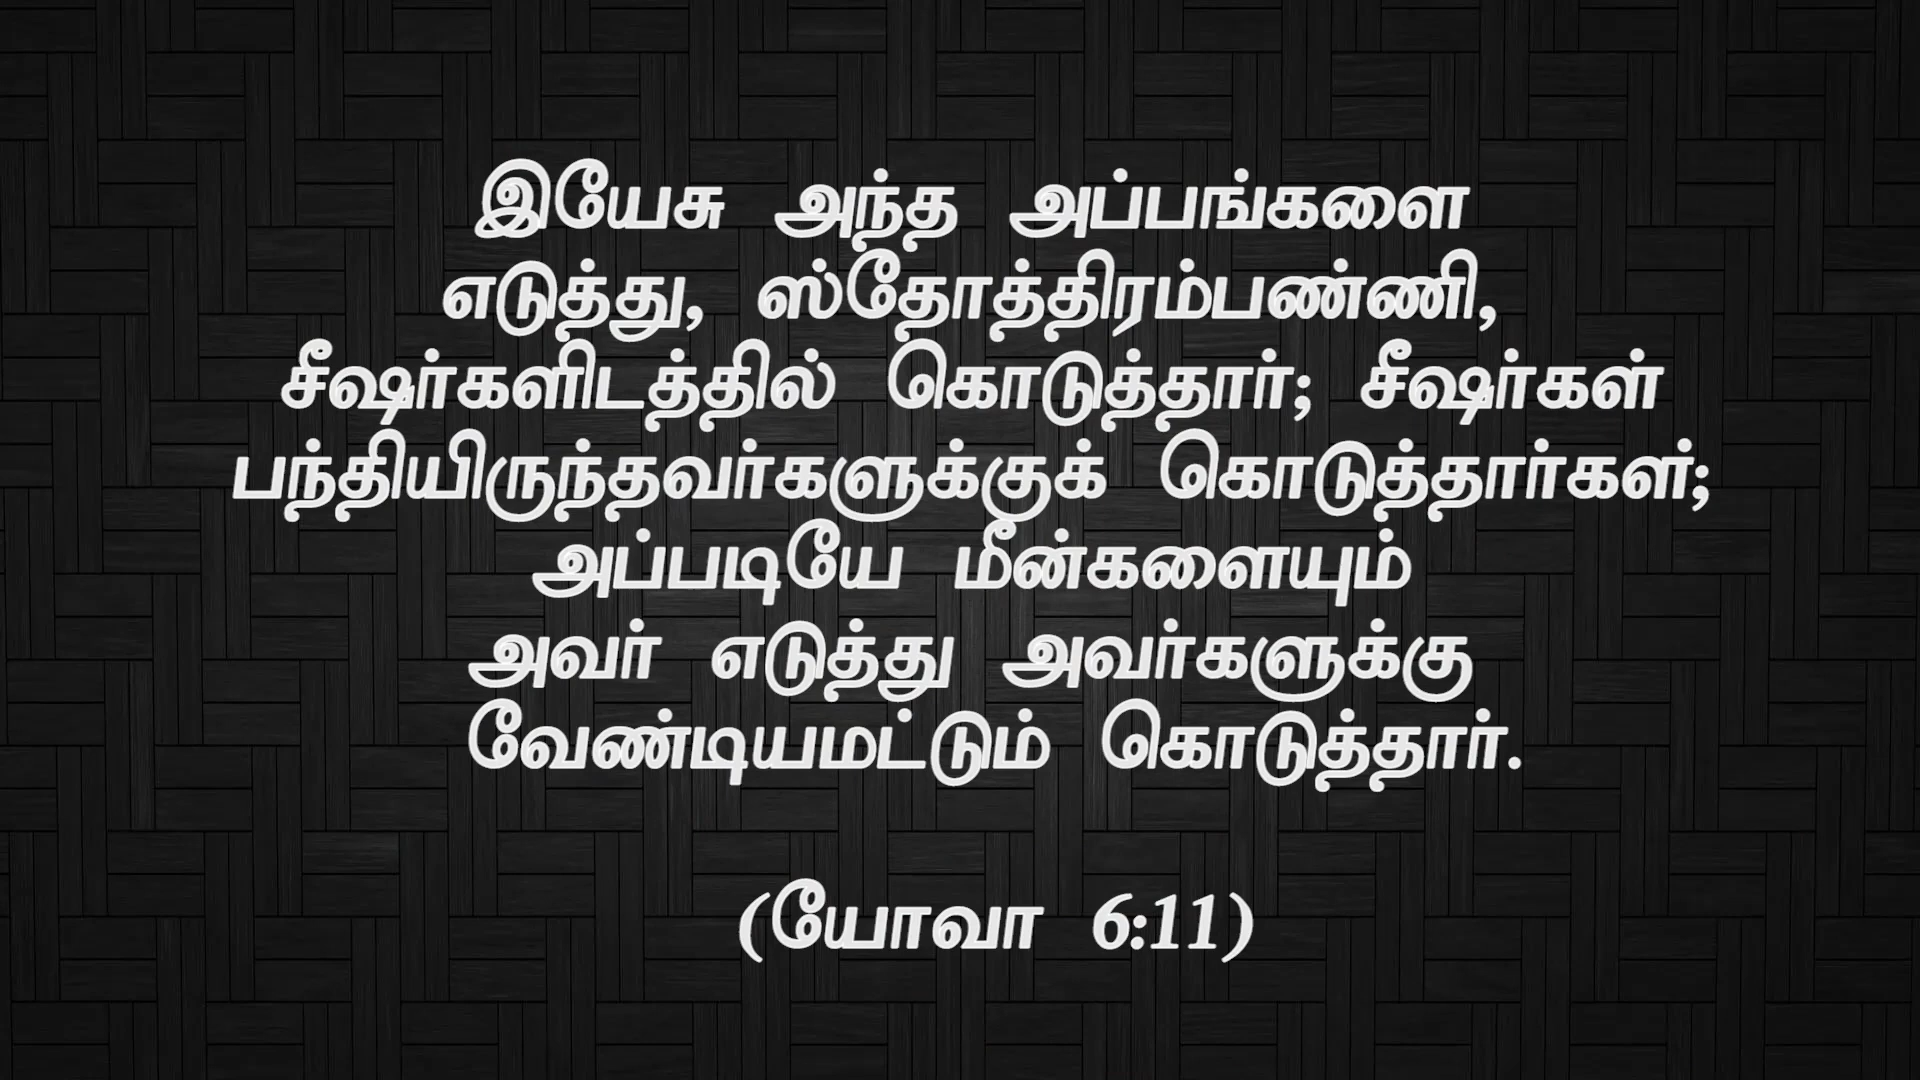 இயேசு அந்த அப்பங்களை
எடுத்து, ஸ்தோத்திரம்பண்ணி,
சீஷர்களிடத்தில் கொடுத்தார்; சீஷர்கள்
பந்தியிருந்தவர்களுக்குக் கொடுத்தார்கள்;
அப்படியே மீன்களையும்
அவர் எடுத்து அவர்களுக்கு
வேண்டியமட்டும் கொடுத்தார்.
(யோவா 6:11)